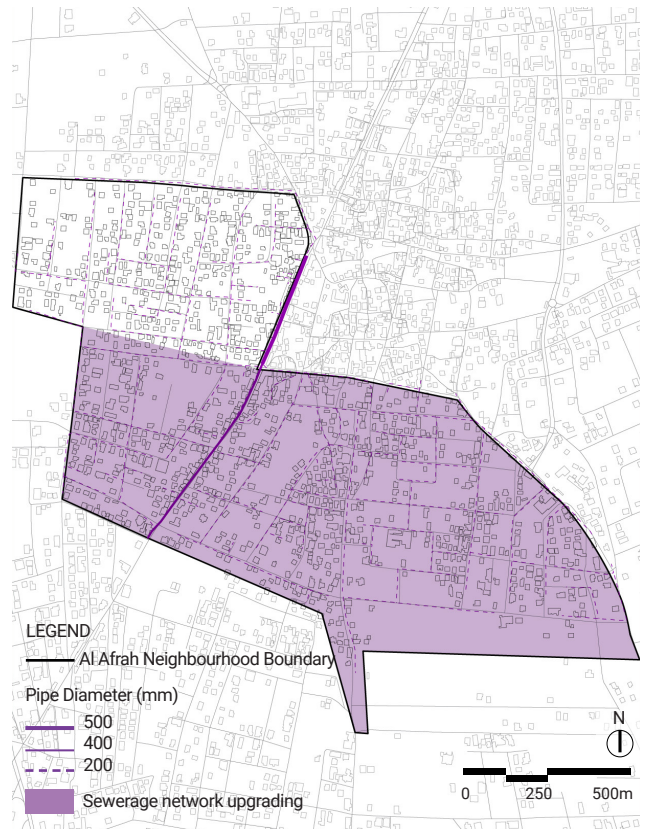 LEGEND
Al Afrah Neighbourhood Boundary
Pipe Diameter (mm)
500
400
200
Sewerage network upgrading
N
0 250 500m